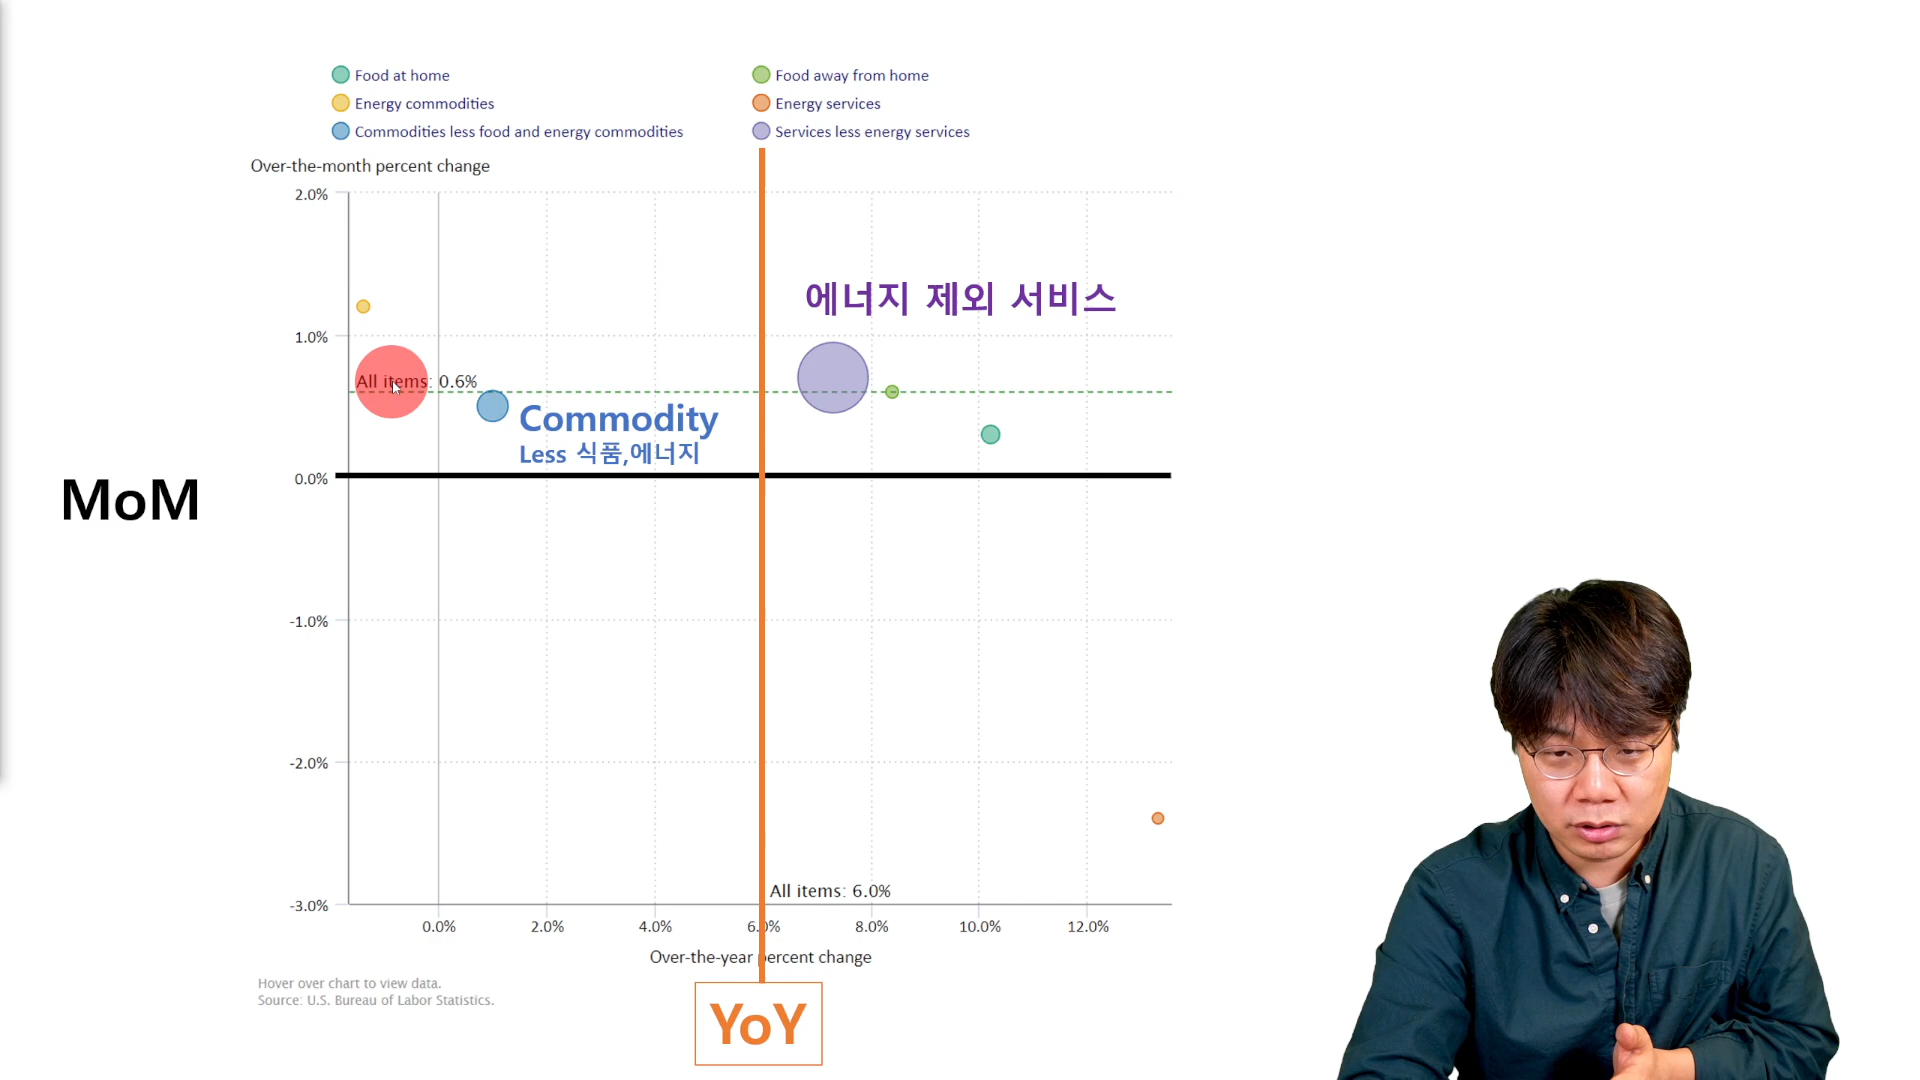 Food at home
Food away from home
Energy commodities
Energy services
Commodities less food and energy commodities
Services less energy services
Over-the-month percent change
2.0%
에너지 제외 서비스
1.0%
All items: 0.6%
Commodity
Less 식품,에너지
0.0%
MoM
-1.0%
-2.0%
All items: 6.0%
-3.0%
0.0% 2.0% 4.0% 6.0% 8.0% 10.0% 12.0%
Over-the-year percent change
Hover over chart to view data.
Source: U.S. Bureau of Labor Statistics.
YoY